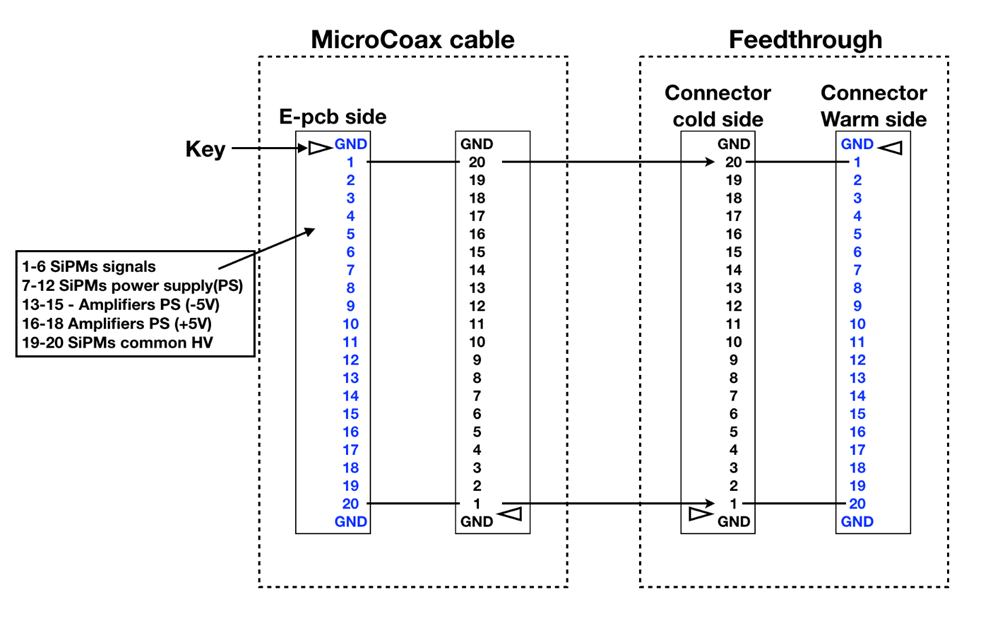 MicroCoax cable
Feedthrough
E-pcb side
Connector
cold side
Connector
Warm side
Key
GND GND GND GND
1 20 20 1
2 19 19 2
3 18 18 3
4 17 17 4
5 16 16 5
6 15 15 6
7 14 14 7
8 13 13 8
9 12 12 9
10 11 11 10
11 10 10 11
12 9 9 12
13 8 8 13
14 7 7 14
15 6 6 15
16 5 5 16
17 4 4 17
18 3 3 18
19 2 2 19
20 1 1 20
GND GND GND GND
1-6 SiPMs signals
7-12 SiPMs power supply(PS)
13-15 - Amplifiers PS (-5V)
16-18 Amplifiers PS (+5V)
19-20 SiPMs common HV